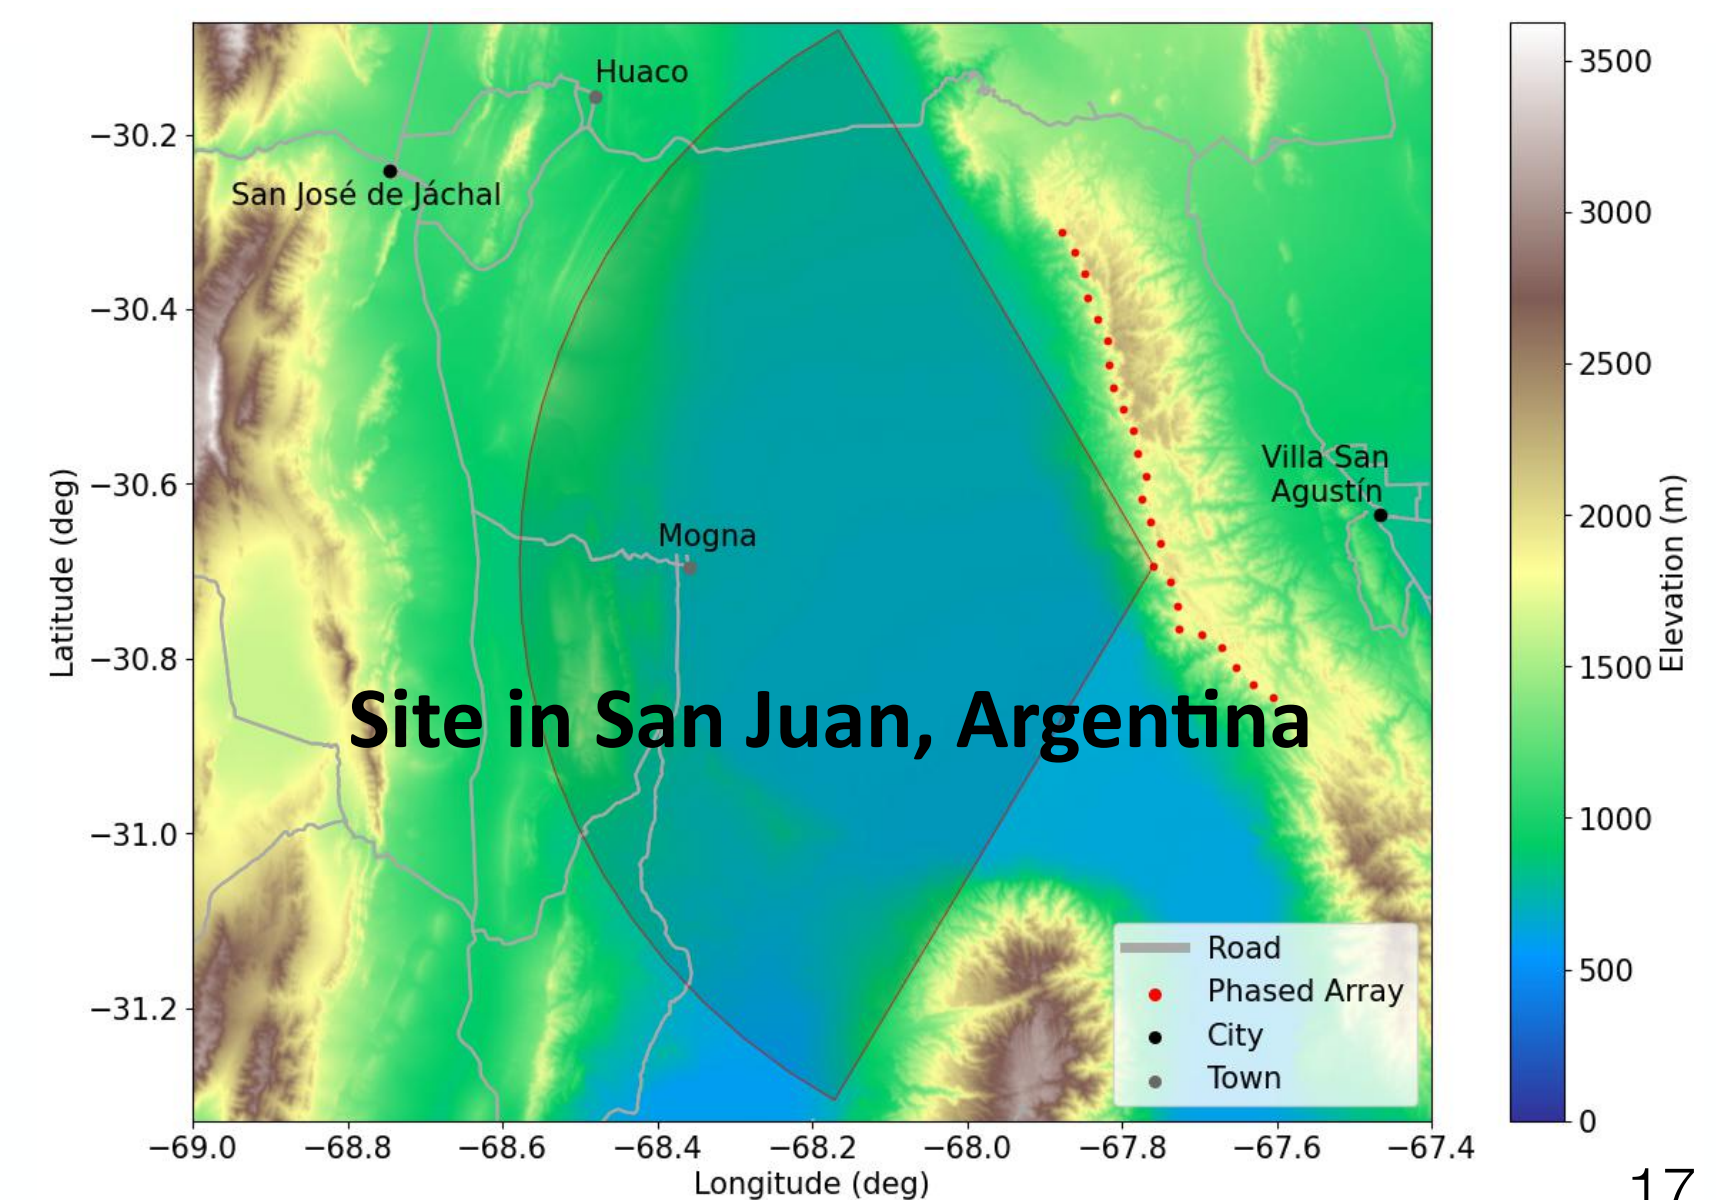 Huaco
San José de Jáchal
Villa San
Agustín
Mogna
Site in San Juan, Argentina
Road
Phased Array
City
Town
Latitude (deg)
−30.2
−30.4
−30.6
−30.8
−31.0
−31.2
−69.0 −68.8 −68.6 −68.4 −68.2 −68.0 −67.8 −67.6 −67.4
Longitude (deg)
3500
3000
2500
2000
1500
1000
500
0
Elevation (m)
17